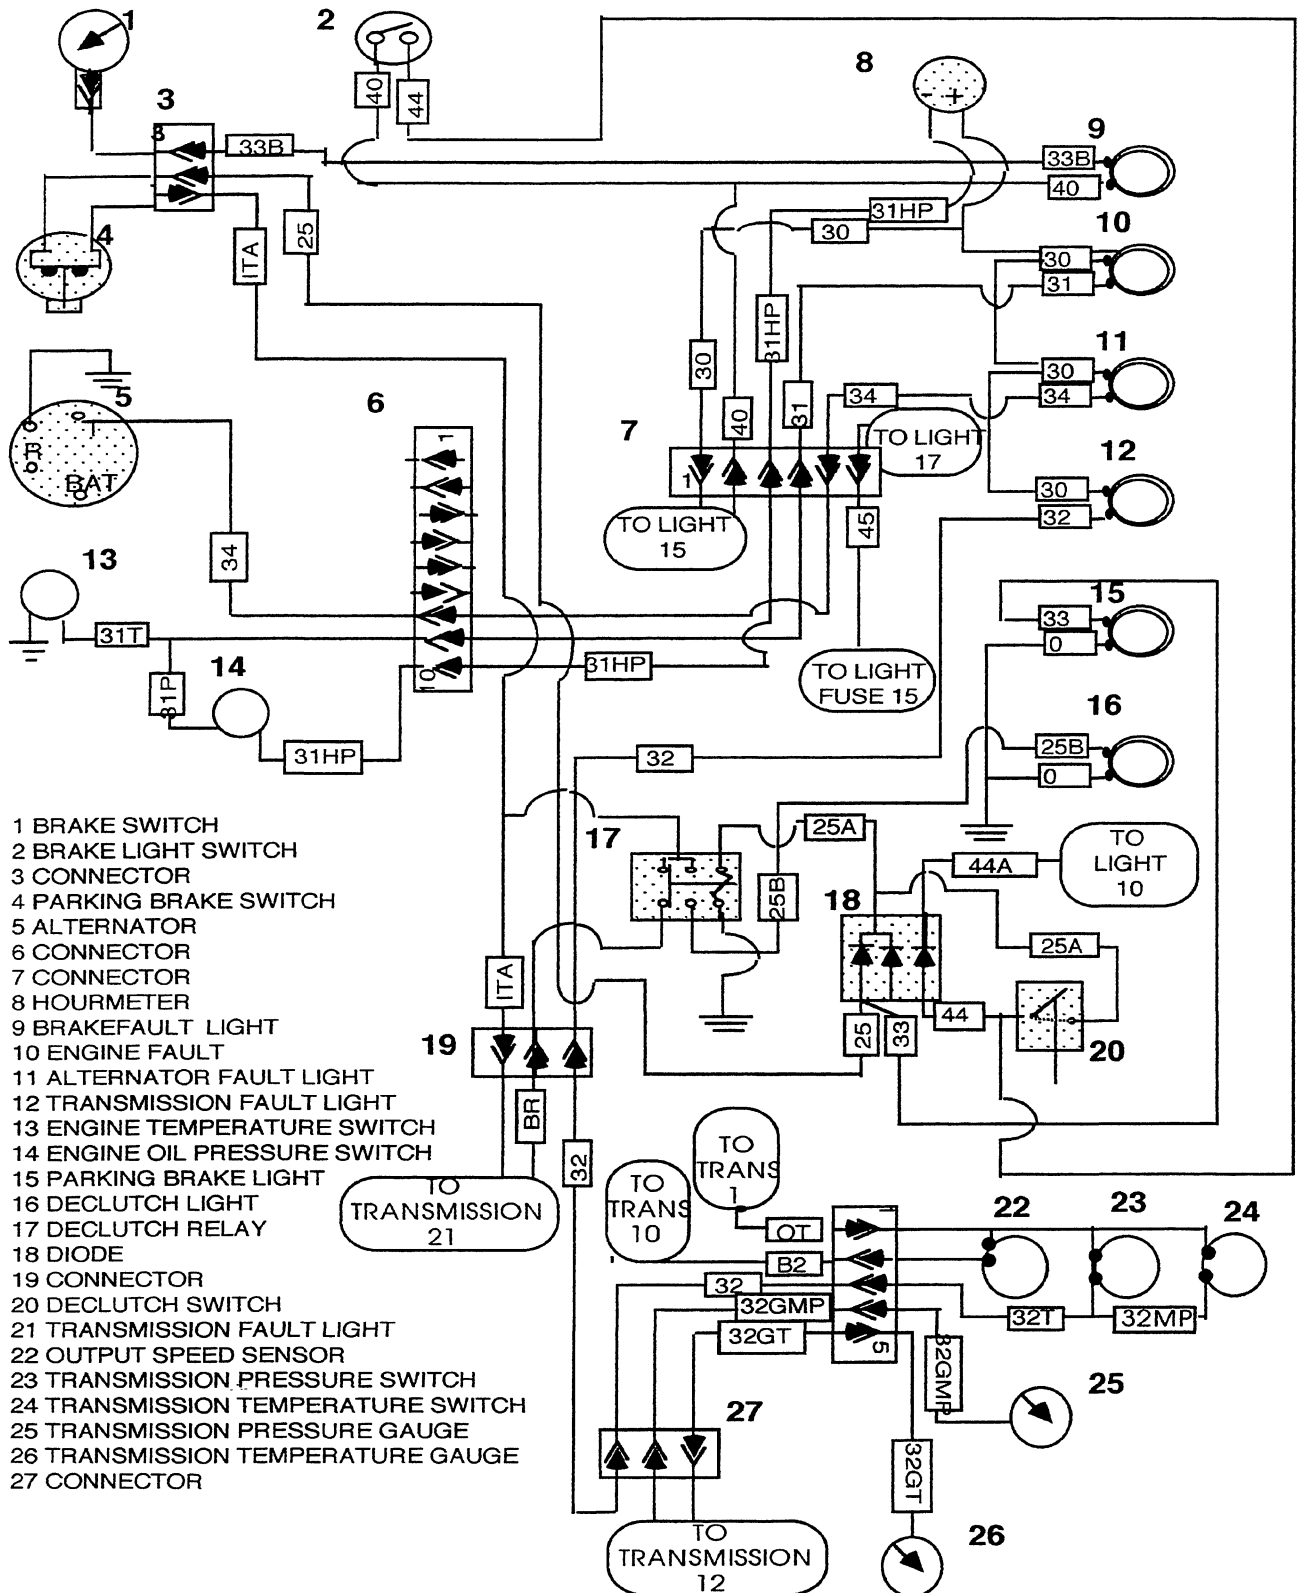 1
2
3
8
9
33B
33B
40
44
40
10
31HP
30
30
31
4
25
ITA
31HP
30
11
30
34
34
31
40
5
R
BAT
6
1
7
1
TO LIGHT
17
12
30
32
TO LIGHT
15
45
34
13
31T
14
31P
10
31HP
31HP
TO LIGHT
FUSE 15
15
33
0
16
25B
0
32
1 BRAKE SWITCH
2 BRAKE LIGHT SWITCH
3 CONNECTOR
4 PARKING BRAKE SWITCH
5 ALTERNATOR
6 CONNECTOR
7 CONNECTOR
8 HOURMETER
9 BRAKEFAULT LIGHT
10 ENGINE FAULT
11 ALTERNATOR FAULT LIGHT
12 TRANSMISSION FAULT LIGHT
13 ENGINE TEMPERATURE SWITCH
14 ENGINE OIL PRESSURE SWITCH
15 PARKING BRAKE LIGHT
16 DECLUTCH LIGHT
17 DECLUTCH RELAY
18 DIODE
19 CONNECTOR
20 DECLUTCH SWITCH
21 TRANSMISSION FAULT LIGHT
22 OUTPUT SPEED SENSOR
23 TRANSMISSION PRESSURE SWITCH
24 TRANSMISSION TEMPERATURE SWITCH
25 TRANSMISSION PRESSURE GAUGE
26 TRANSMISSION TEMPERATURE GAUGE
27 CONNECTOR
17
25A
25B
18
44A
TO
LIGHT
10
25A
ITA
19
25
33
44
20
BR
32
TO
TRANSMISSION
21
TO
TRANS
1
TO
TRANS
10
OT
1
B2
32
32GMP
32GT
5
22
23
24
32T
32MP
32GMP
25
27
32GT
26
TO
TRANSMISSION
12